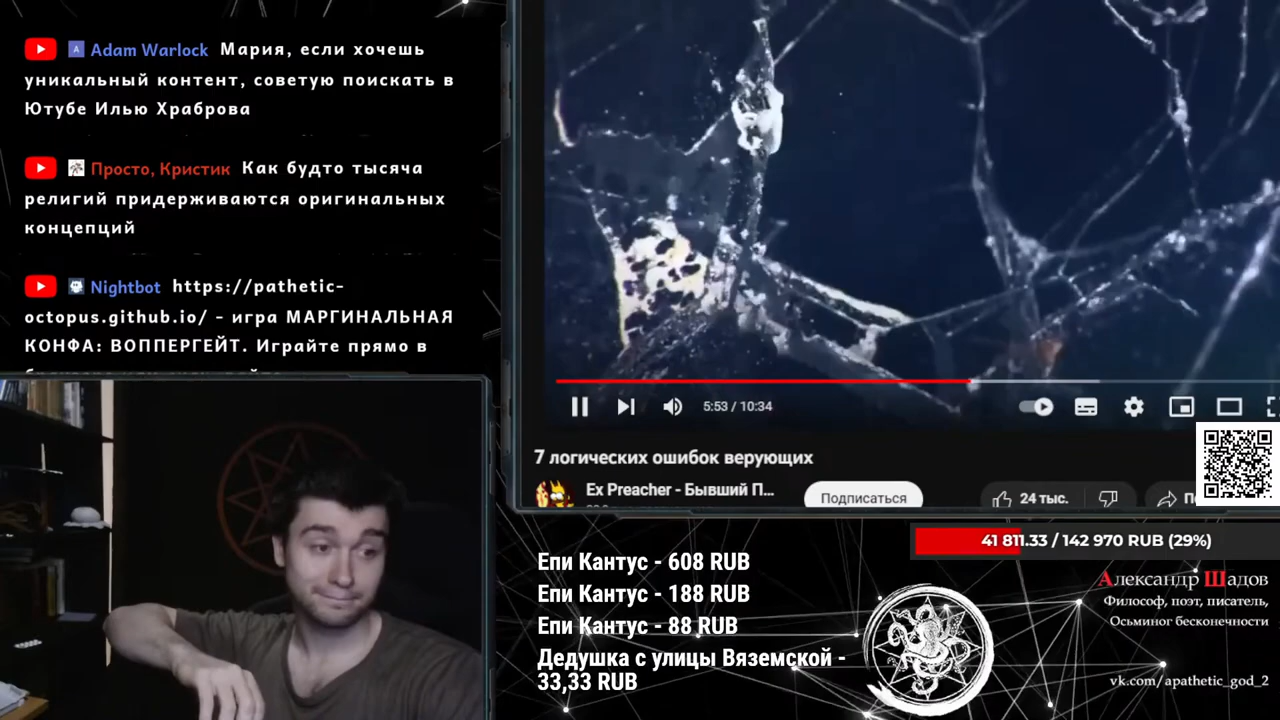 Adam Warlock Мария, если хочешь
уникальный контент, советую поискать в
Ютубе Илью Храброва
Просто, Кристик Как будто тысяча
религий придерживаются оригинальных
концепций
Nightbot https://pathetic-
octopus.github.io/ - игра МАРГИНАЛЬНАЯ
КОНФА: ВОППЕРГЕЙТ. Играйте прямо в
5:53 / 10:34
7 логических ошибок верующих
Ex Preacher - Бывший П...
Подписаться
24 тыс.
41 811.33 / 142 970 RUB (29%)
Епи Кантус - 608 RUB
Епи Кантус - 188 RUB
Епи Кантус - 88 RUB
Дедушка с улицы Вяземской -
33,33 RUB
Александр Шадов
Философ, поэт, писатель,
Осьминог бесконечности
vk.com/apathetic_god_2